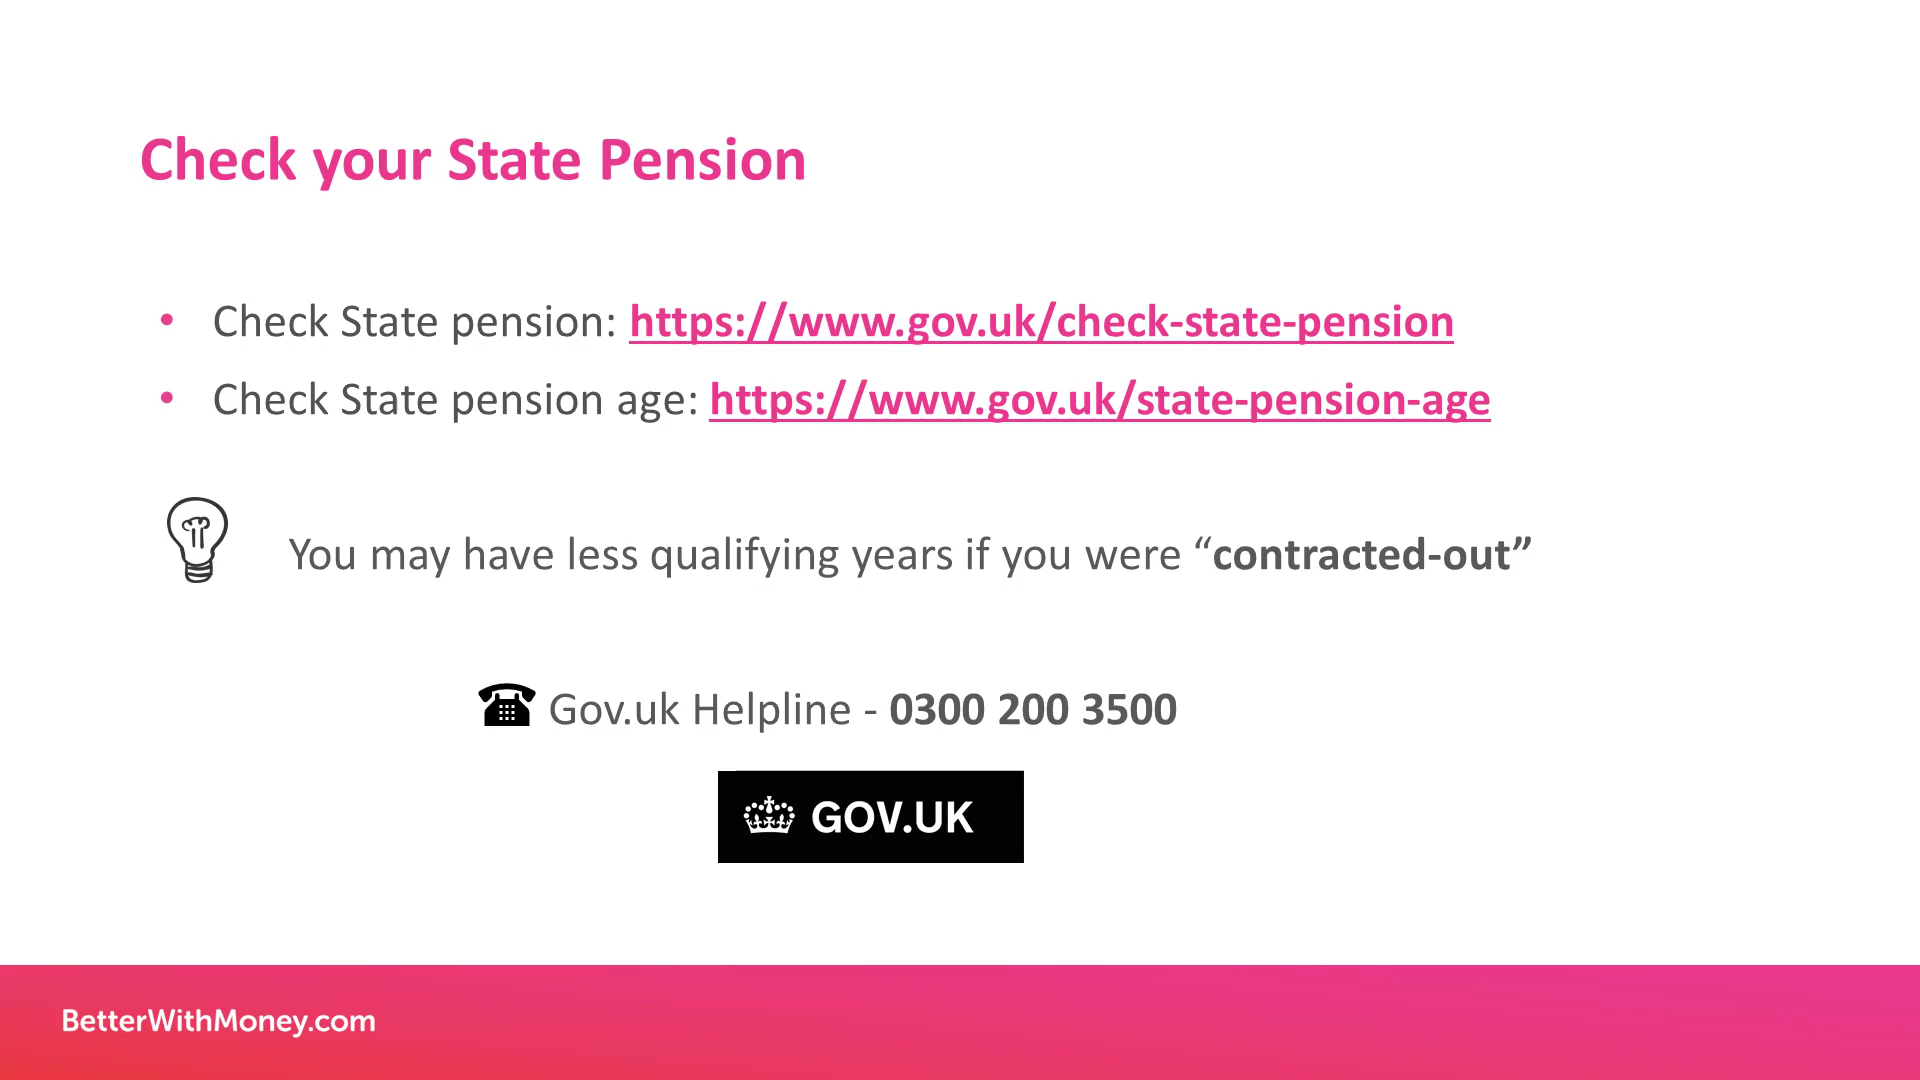 Check your State Pension
• Check State pension: https://www.gov.uk/check-state-pension
• Check State pension age: https://www.gov.uk/state-pension-age
You may have less qualifying years if you were “contracted-out”
Gov.uk Helpline - 0300 200 3500
GOV.UK
BetterWithMoney.com